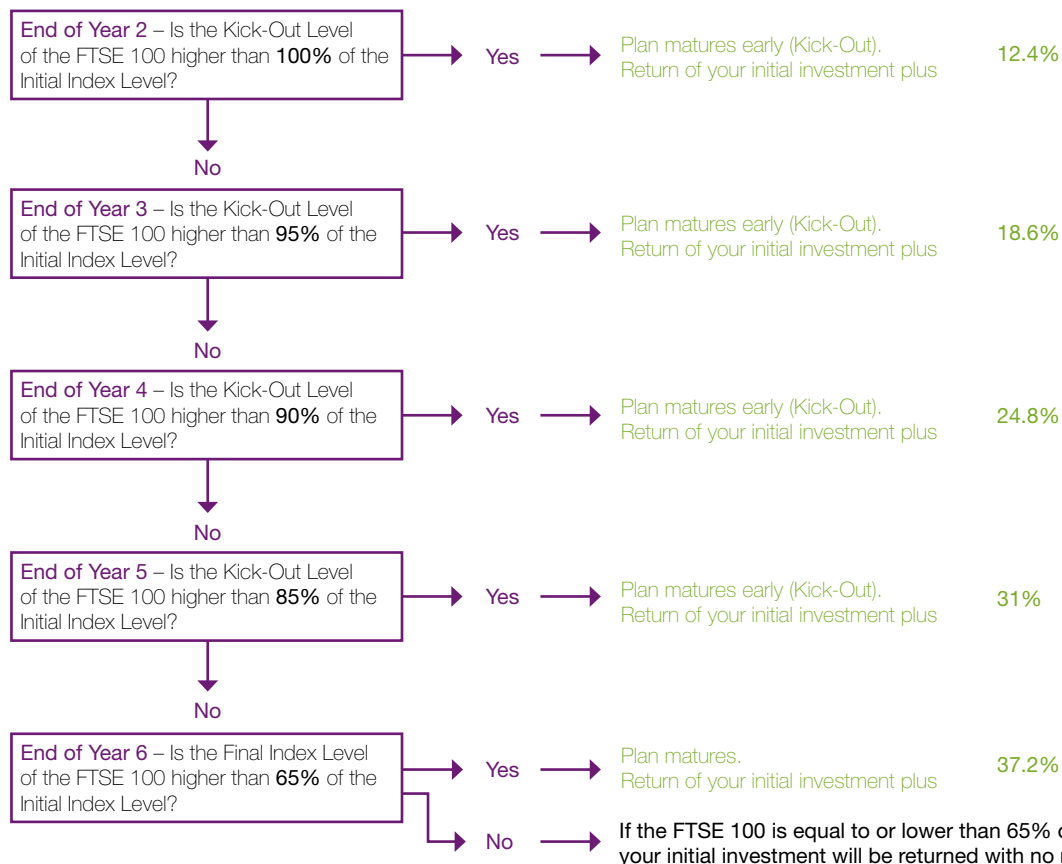 End of Year 2 – Is the Kick-Out Level
of the FTSE 100 higher than 100% of the
Initial Index Level?
Yes
Plan matures early (Kick-Out).
Return of your initial investment plus
12.4%
No
End of Year 3 – Is the Kick-Out Level
of the FTSE 100 higher than 95% of the
Initial Index Level?
Yes
Plan matures early (Kick-Out).
Return of your initial investment plus
18.6%
No
End of Year 4 – Is the Kick-Out Level
of the FTSE 100 higher than 90% of the
Initial Index Level?
Yes
Plan matures early (Kick-Out).
Return of your initial investment plus
24.8%
No
End of Year 5 – Is the Kick-Out Level
of the FTSE 100 higher than 85% of the
Initial Index Level?
Yes
Plan matures early (Kick-Out).
Return of your initial investment plus
31%
No
End of Year 6 – Is the Final Index Level
of the FTSE 100 higher than 65% of the
Initial Index Level?
Yes
Plan matures.
Return of your initial investment plus
37.2%
No
If the FTSE 100 is equal to or lower than 65%
your initial investment will be returned with no